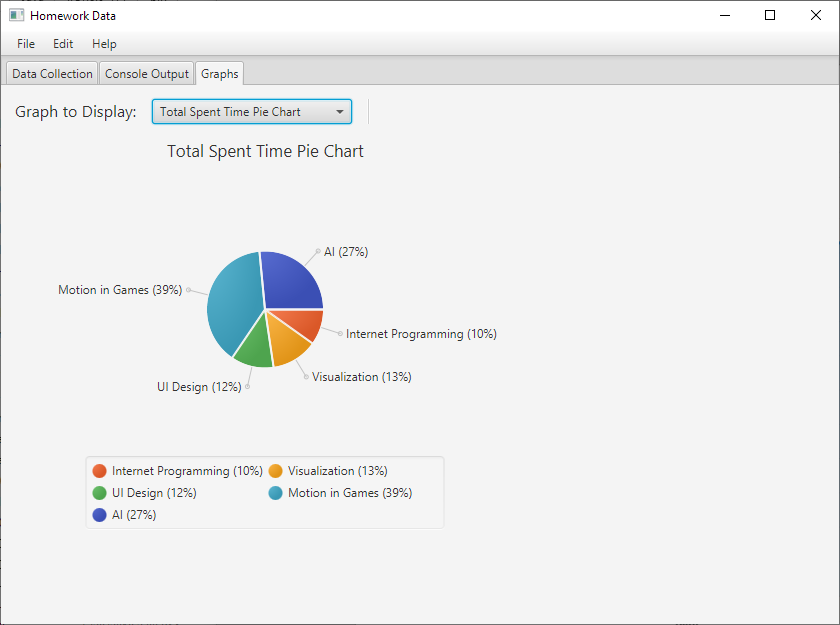 Homework Data
File Edit Help
Data Collection Console Output Graphs
Graph to Display: Total Spent Time Pie Chart
Total Spent Time Pie Chart
AI (27%)
Motion in Games (39%)
Internet Programming (10%)
Visualization (13%)
UI Design (12%)
Internet Programming (10%) Visualization (13%)
UI Design (12%) Motion in Games (39%)
AI (27%)